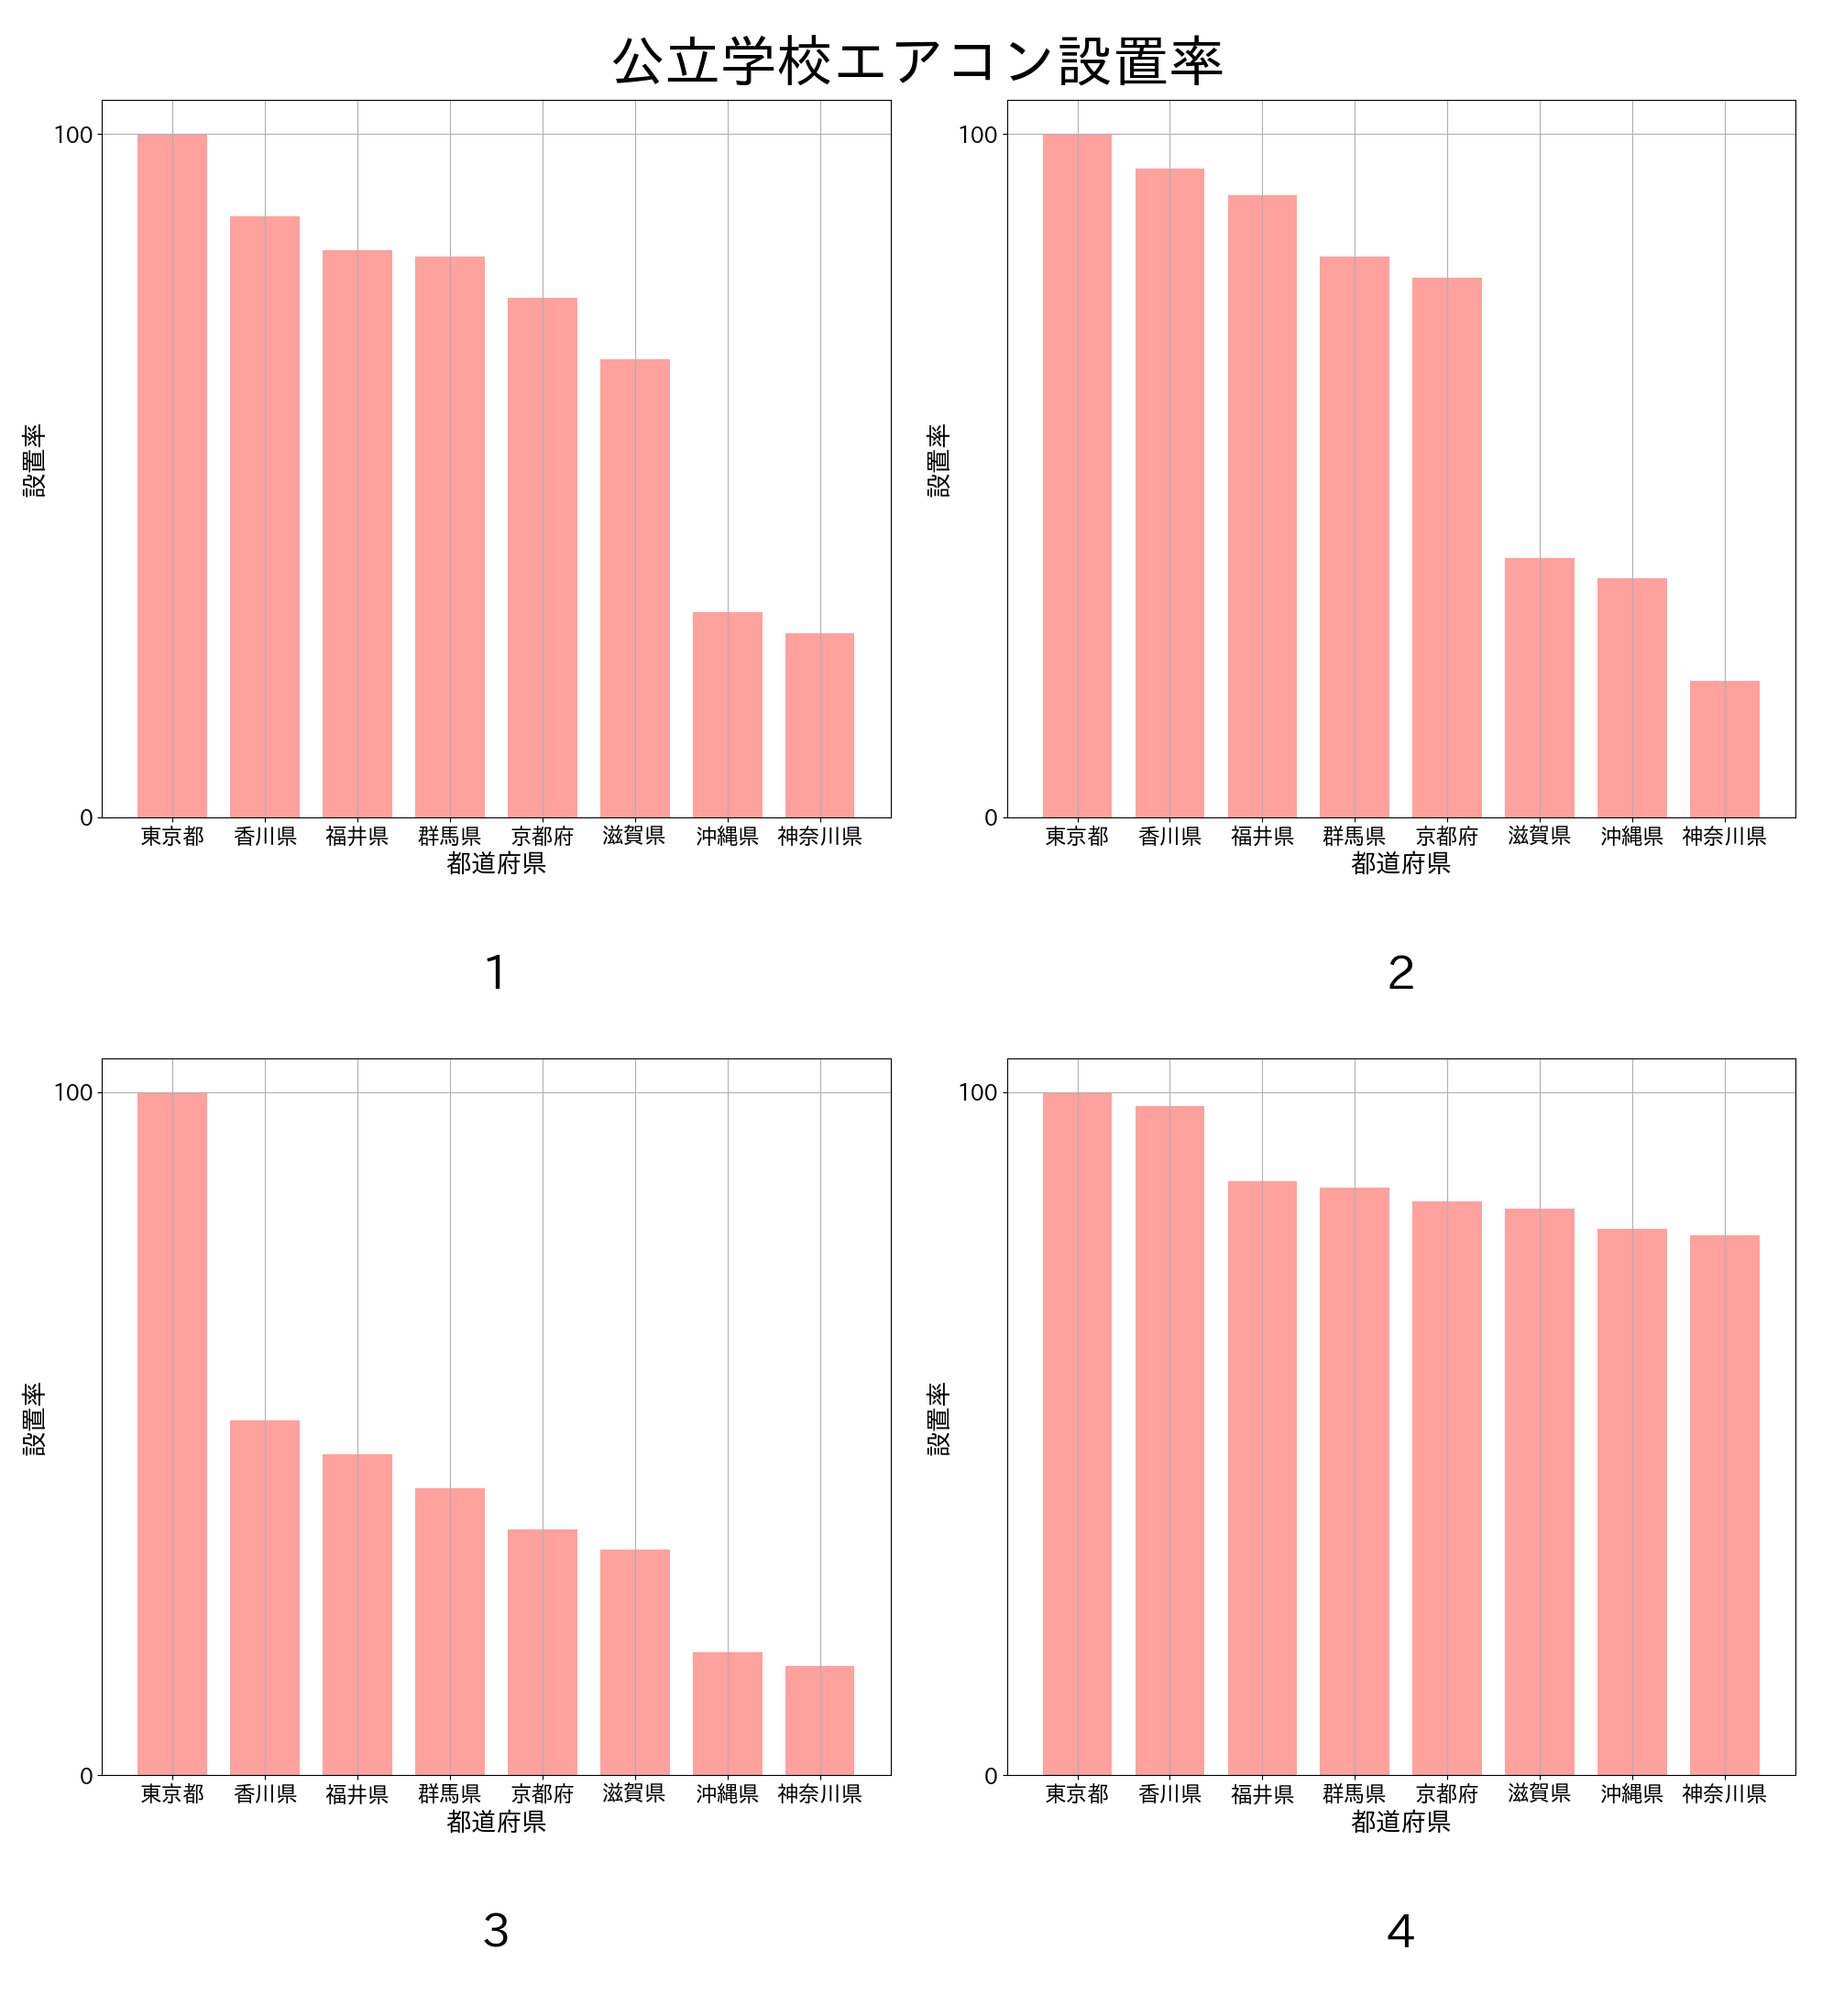 公立学校エアコン設置率
100
設置率
0
東京都 香川県 福井県 群馬県 京都府 滋賀県 沖縄県 神奈川県
都道府県
1
100
設置率
0
東京都 香川県 福井県 群馬県 京都府 滋賀県 沖縄県 神奈川県
都道府県
2
100
設置率
0
東京都 香川県 福井県 群馬県 京都府 滋賀県 沖縄県 神奈川県
都道府県
3
100
設置率
0
東京都 香川県 福井県 群馬県 京都府 滋賀県 沖縄県 神奈川県
都道府県
4